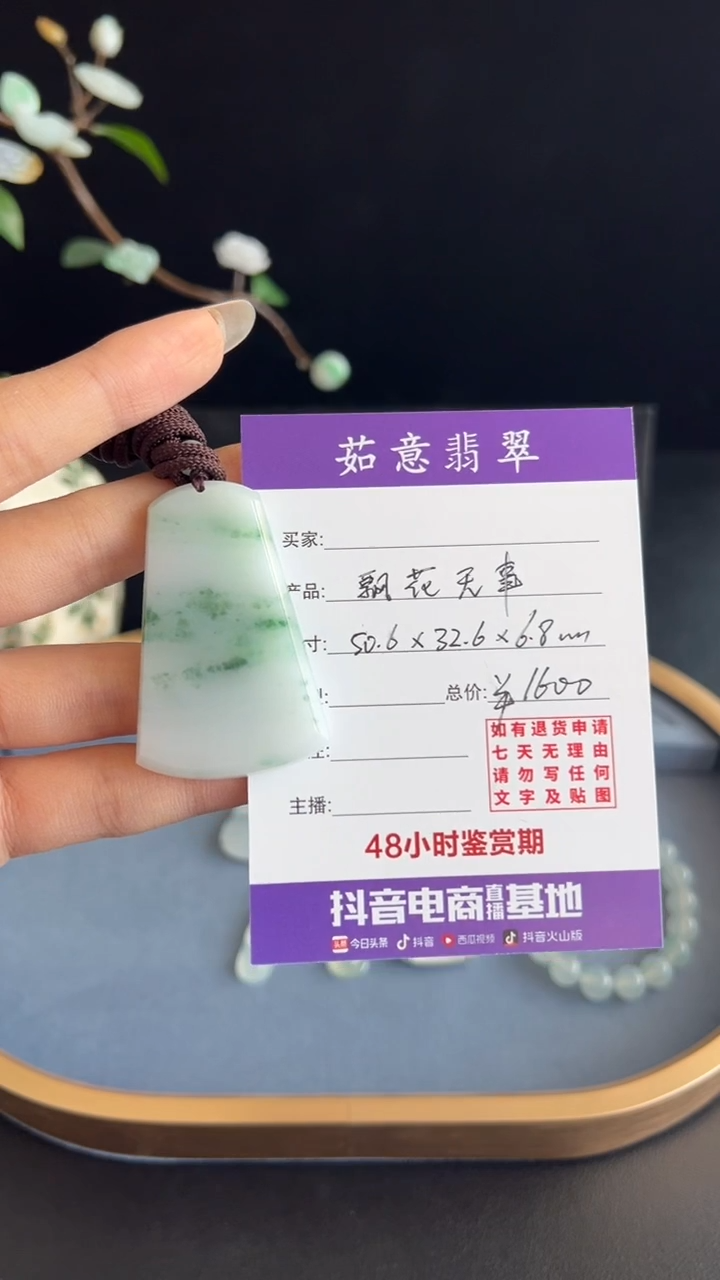 茹意翡翠
买家:
产品: 飘花无事
寸: 50.6×32.6×6.8mm
总价: ¥1600
如有退货申请
七天无理由
请勿写任何
文字及贴图
主播:
48小时鉴赏期
抖音电商直播基地
头条 今日头条 抖音 西瓜视频 抖音火山版